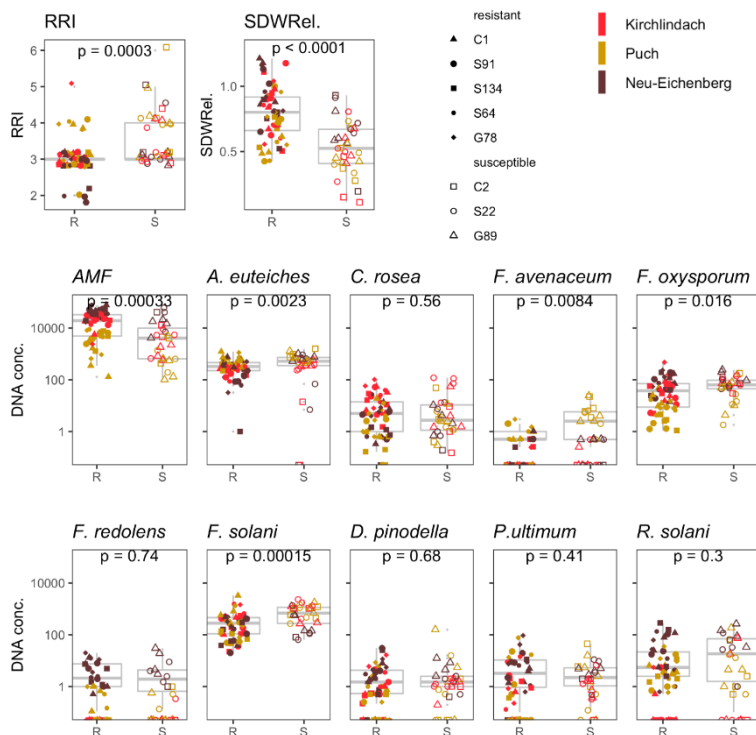 RRI
SDWRel.
p = 0.0003
p < 0.0001
RRI
6
5
4
3
2
R
S
SDWRel.
1.0
0.5
R
S
resistant
C1
S91
S134
S64
G78
susceptible
C2
S22
G89
Kirchlindach
Puch
Neu-Eichenberg
AMF
A. euteiches
C. rosea
F. avenaceum
F. oxysporum
p = 0.00033
p = 0.0023
p = 0.56
p = 0.0084
p = 0.016
DNA conc.
10000
100
1
R
S
R
S
R
S
R
S
R
S
F. redolens
F. solani
D. pinodella
P.ultimum
R. solani
p = 0.74
p = 0.00015
p = 0.68
p = 0.41
p = 0.3
DNA conc.
10000
100
1
R
S
R
S
R
S
R
S
R
S